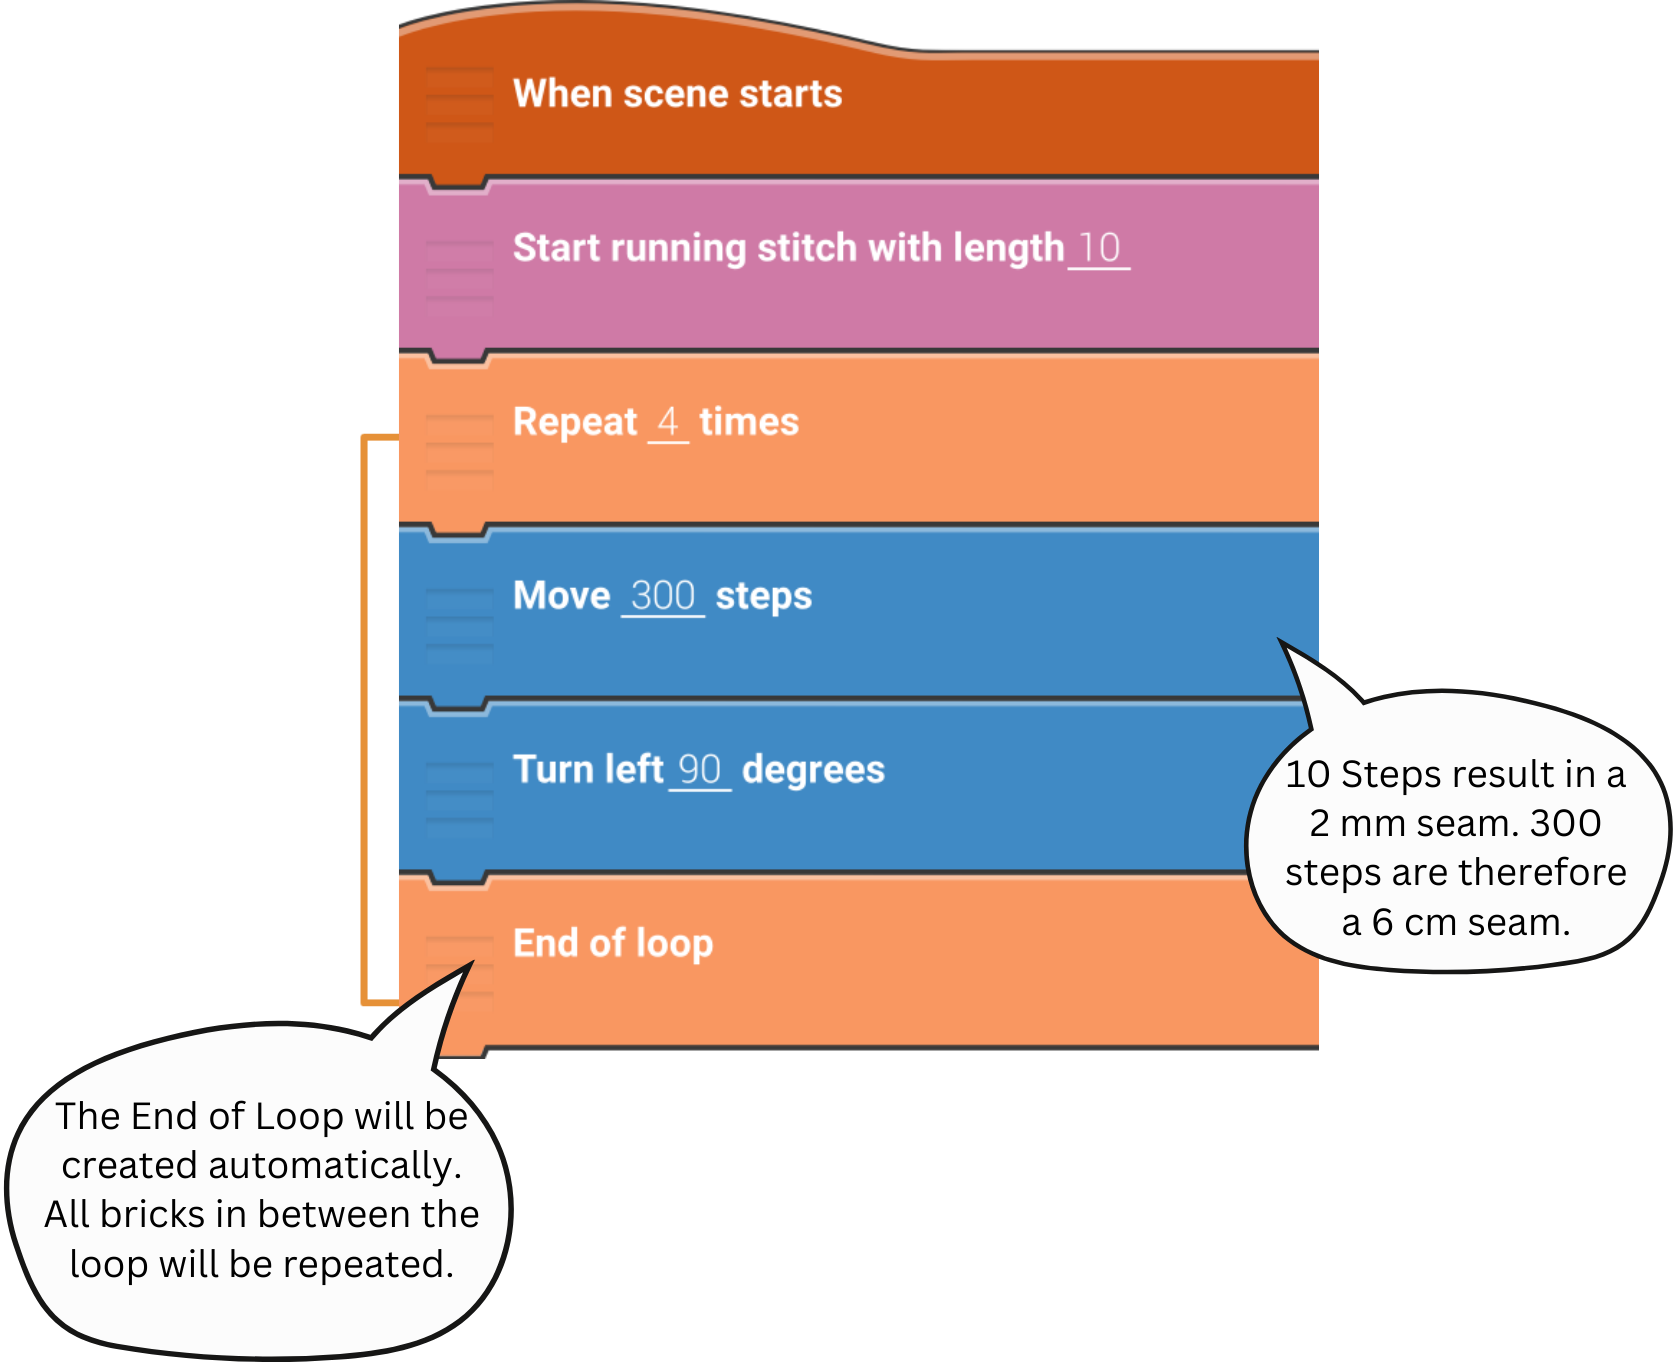 When scene starts
Start running stitch with length 10
Repeat 4 times
Move 300 steps
Turn left 90 degrees
10 Steps result in a
2 mm seam. 300
steps are therefore
a 6 cm seam.
End of loop
The End of Loop will be
created automatically.
All bricks in between the
loop will be repeated.